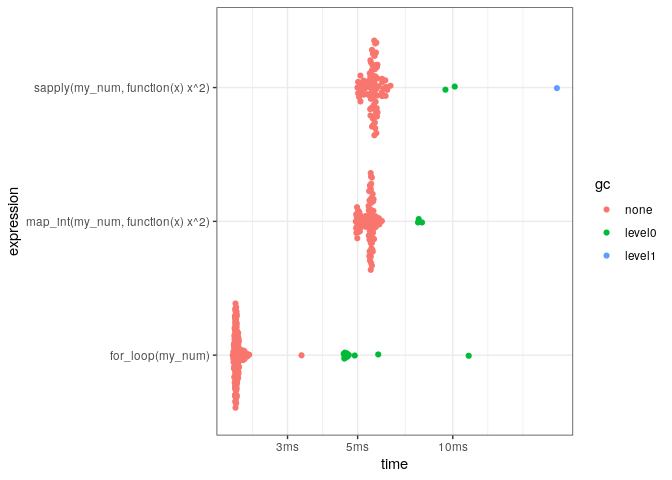 sapply(my_num, function(x) x^2)
map_int(my_num, function(x) x^2)
for_loop(my_num)
expression
3ms
5ms
10ms
time
gc
none
level0
level1